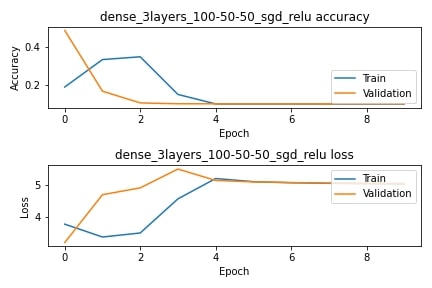 dense_3layers_100-50-50_sgd_relu accuracy
0.4
0.2
Accuracy
Train
Validation
0 2 4 6 8
Epoch
dense_3layers_100-50-50_sgd_relu loss
5
4
Loss
Train
Validation
0 2 4 6 8
Epoch